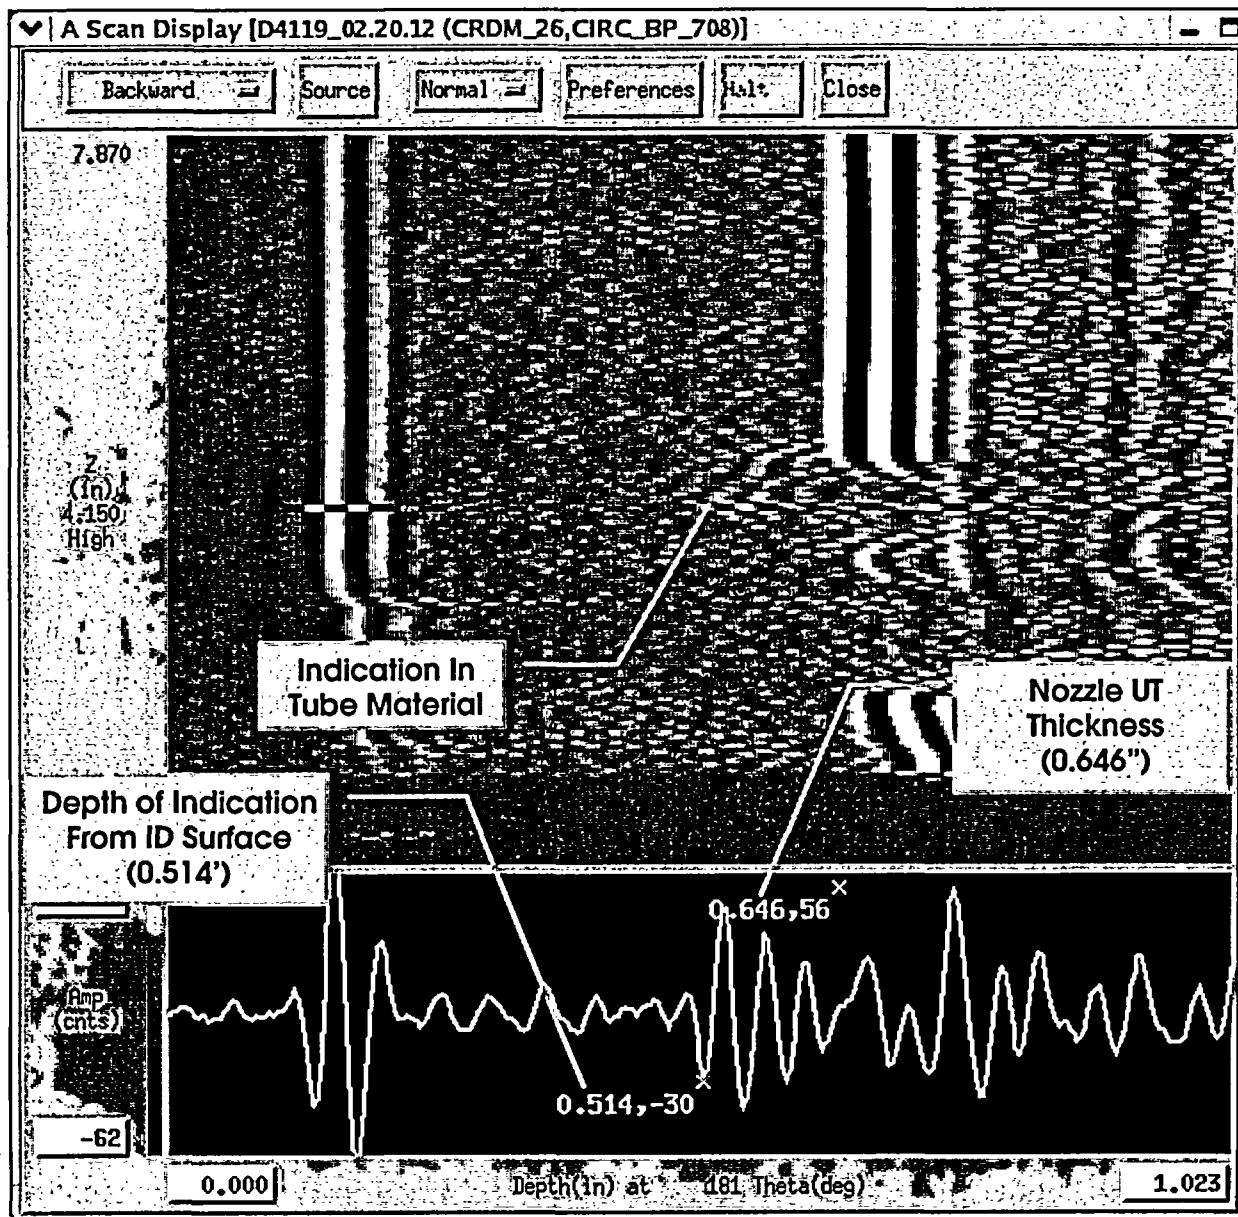 A Scan Display [D4119_02.20.12 (CRDM_26,CIRC_BP_708)]
Backward Source Normal Preferences Halt Close
7.870
Z
(in)
4.150
High
Indication In
Tube Material
Nozzle UT
Thickness
(0.646")
Depth of Indication
From ID Surface
(0.514')
0.646,56
Amp
(cnts)
0.514,-30
-62
0.000 Depth(in) at 181 Theta(deg) 1.023